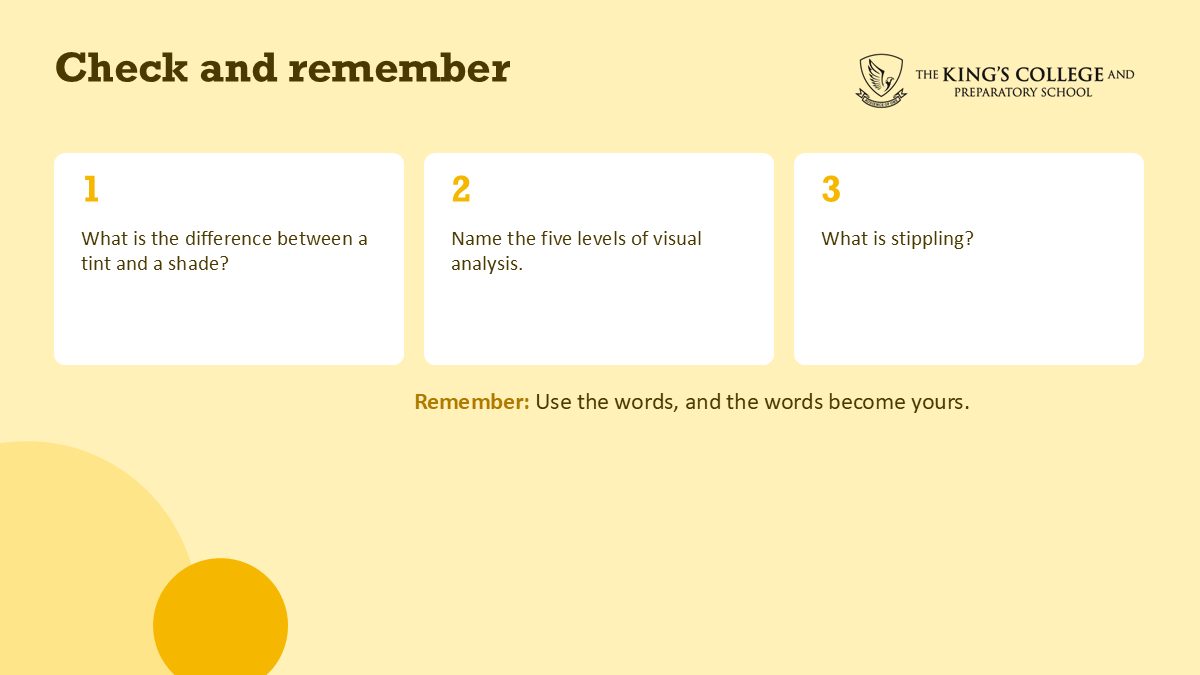 Check and remember
THE KING'S COLLEGE AND
PREPARATORY SCHOOL
1
What is the difference between a
tint and a shade?
2
Name the five levels of visual
analysis.
3
What is stippling?
Remember: Use the words, and the words become yours.